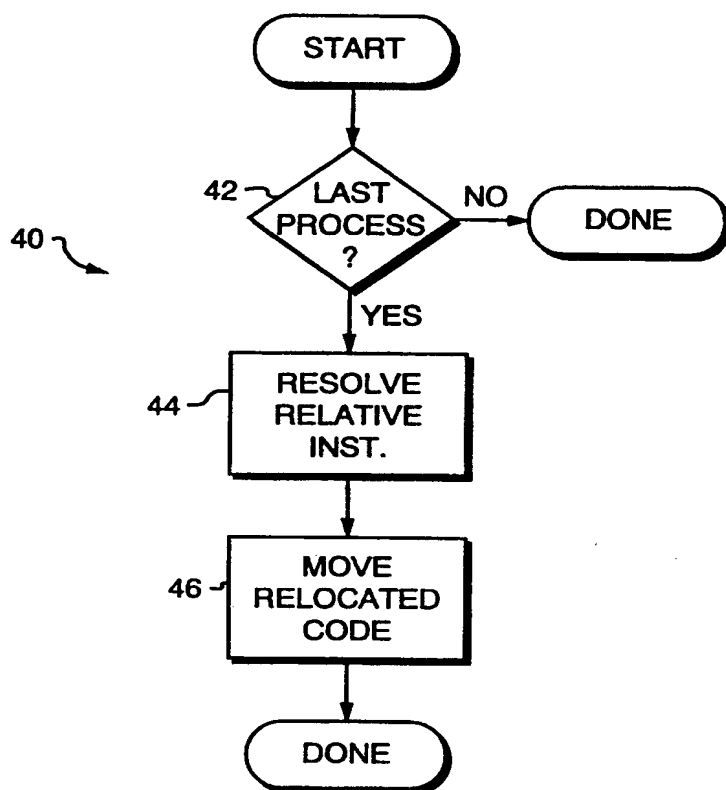 START
42
LAST
PROCESS
?
NO
DONE
40
YES
44
RESOLVE
RELATIVE
INST.
46
MOVE
RELOCATED
CODE
DONE